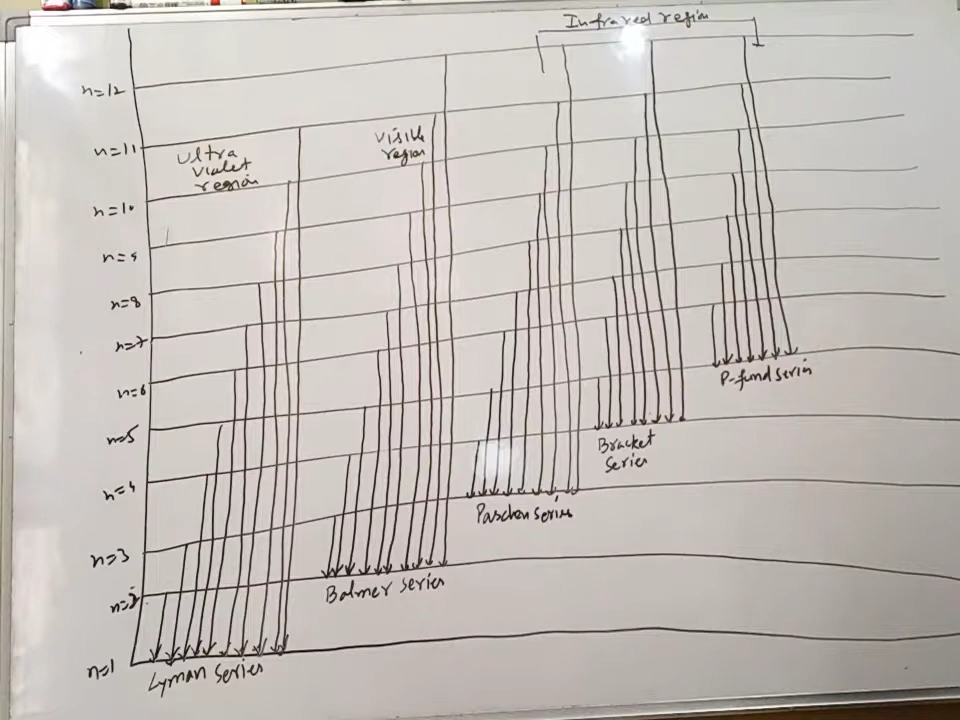 Infrared region
n=12
n=11
Ultra
violet
region
Visible
region
n=10
n=9
n=8
n=7
n=6
n=5
n=4
n=3
n=2
n=1
P-fund series
Bracket
Series
Paschen series
Balmer series
Lyman series